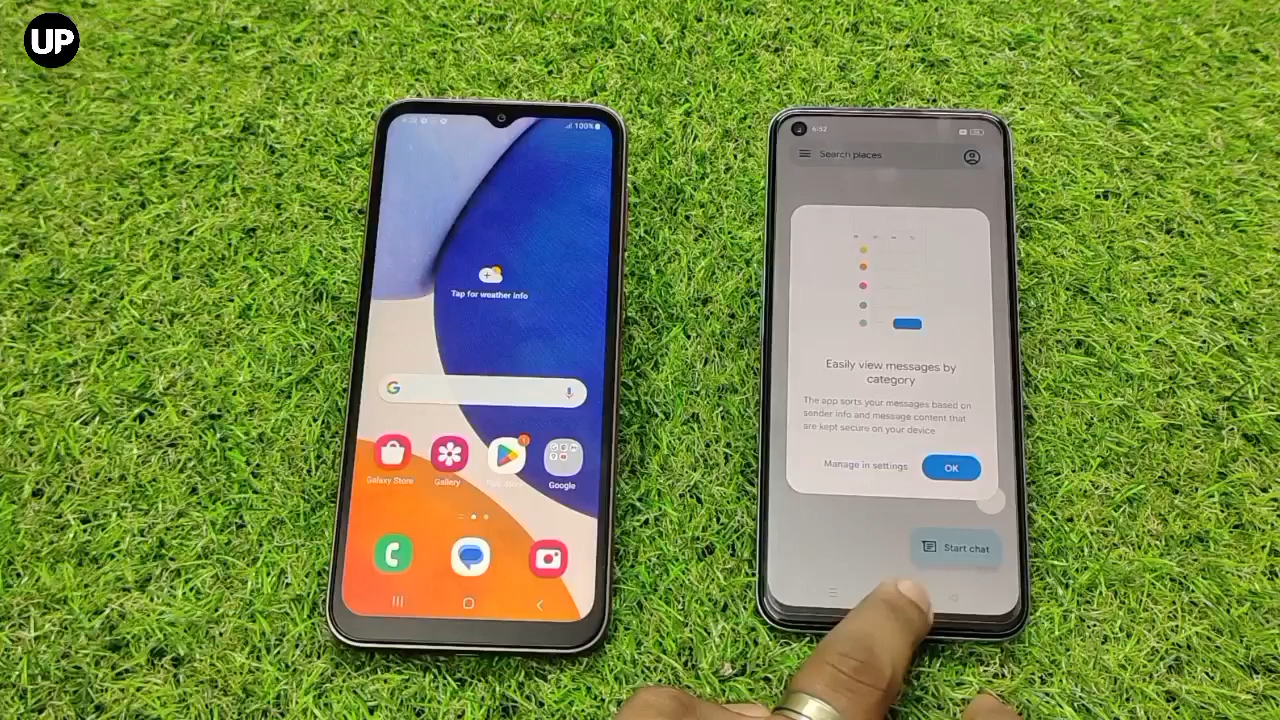 UP
100%
Tap for weather info
Galaxy Store
Gallery
Google
6:52
Search places
Easily view messages by
category
The app sorts your messages based on
sender info and message content that
are kept secure on your device
Manage in settings
OK
Start chat